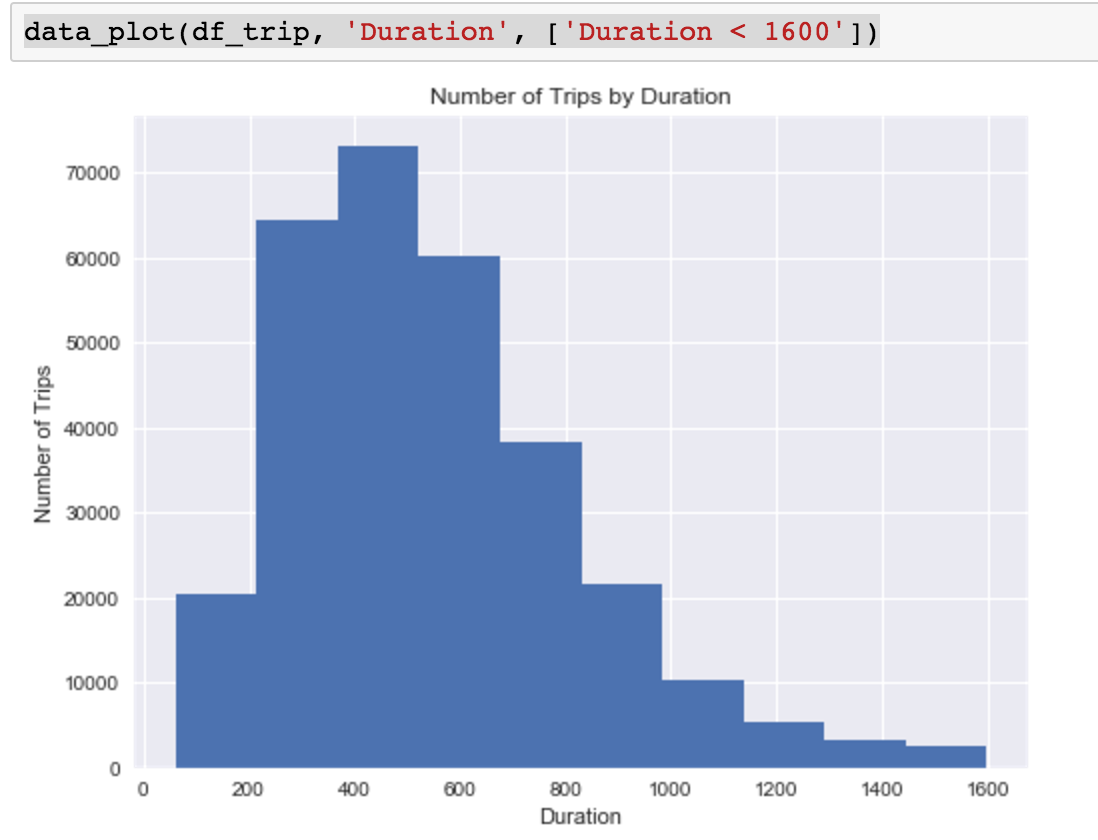 data_plot(df_trip, 'Duration', ['Duration < 1600'])
Number of Trips by Duration
Number of Trips
70000
60000
50000
40000
30000
20000
10000
0
0 200 400 600 800 1000 1200 1400 1600
Duration